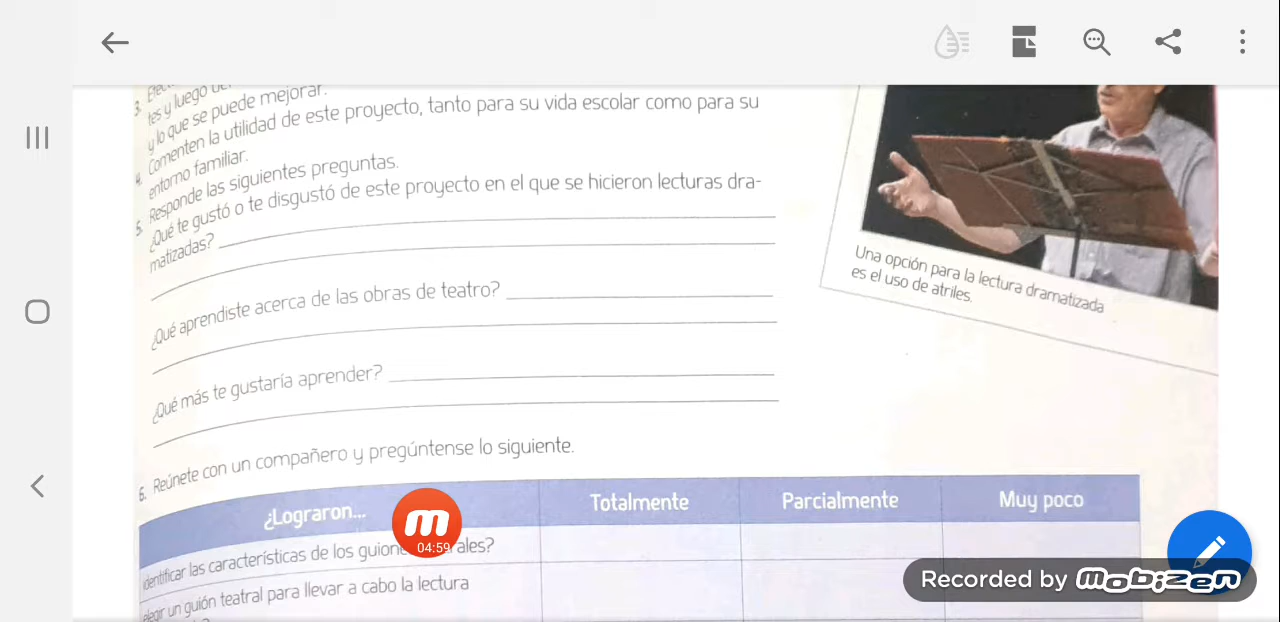 3.
tes y luego
y lo que se puede mejorar.
4. Comenten la utilidad de este proyecto, tanto para su vida escolar como para su
entorno familiar.
5. Responde las siguientes preguntas.
¿Qué te gustó o te disgustó de este proyecto en el que se hicieron lecturas dra-
matizadas?
¿Qué aprendiste acerca de las obras de teatro?
¿Qué más te gustaría aprender?
Una opción para la lectura dramatizada
es el uso de atriles.
6. Reúnete con un compañero y pregúntense lo siguiente.
¿Lograron... Totalmente Parcialmente Muy poco
identificar las características de los
elegir un guión teatral para llevar a cabo la lectura
m
04:59
Recorded by Mobizen